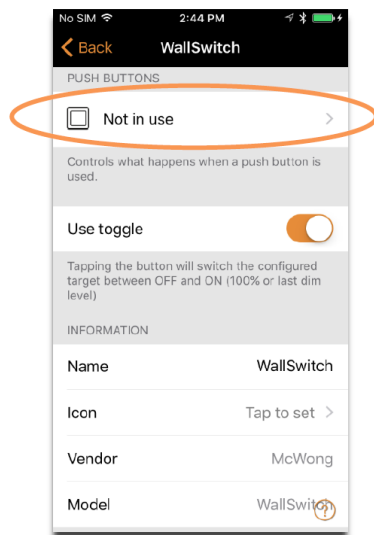 No SIM 2:44 PM
Back WallSwitch
PUSH BUTTONS
Not in use
Controls what happens when a push button is
used.
Use toggle
Tapping the button will switch the configured
target between OFF and ON (100% or last dim
level)
INFORMATION
Name WallSwitch
Icon Tap to set
Vendor McWong
Model WallSwitch
?